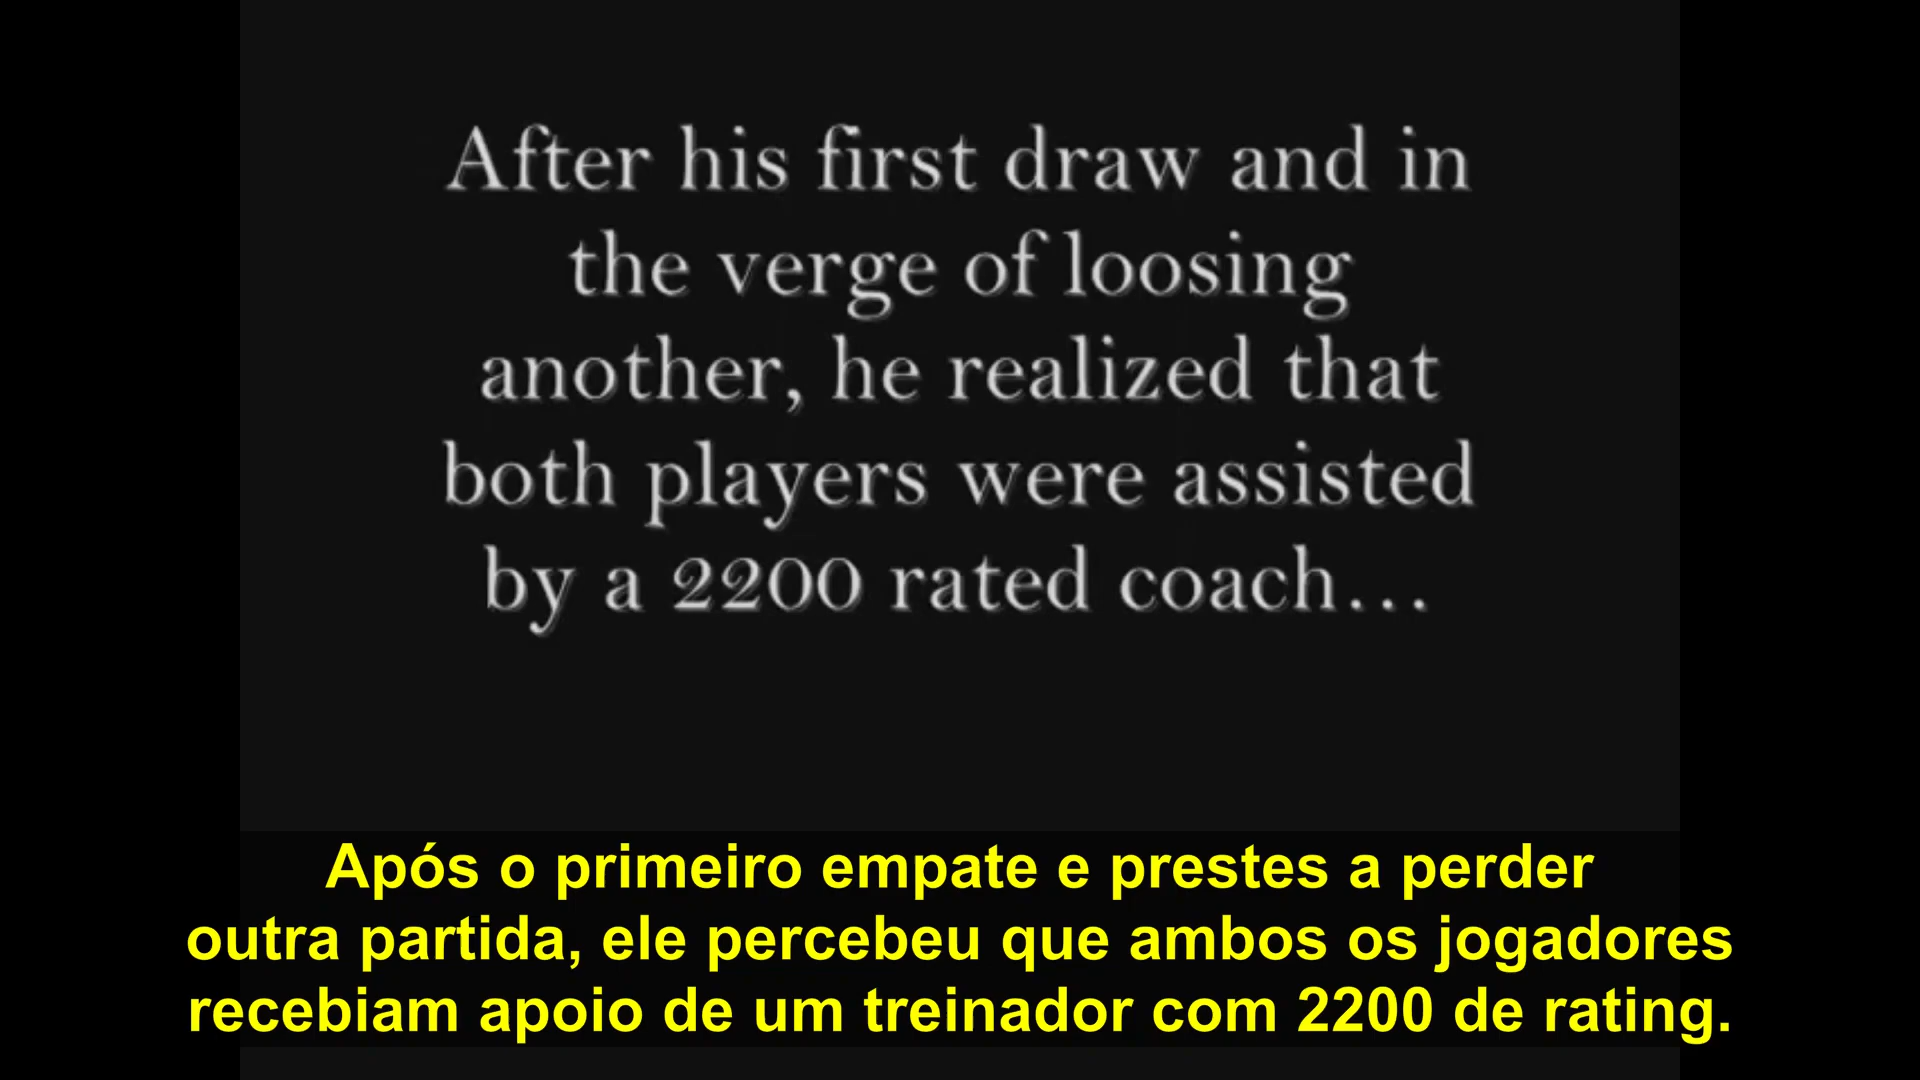 After his first draw and in
the verge of loosing
another, he realized that
both players were assisted
by a 2200 rated coach...
Após o primeiro empate e prestes a perder
outra partida, ele percebeu que ambos os jogadores
recebiam apoio de um treinador com 2200 de rating.